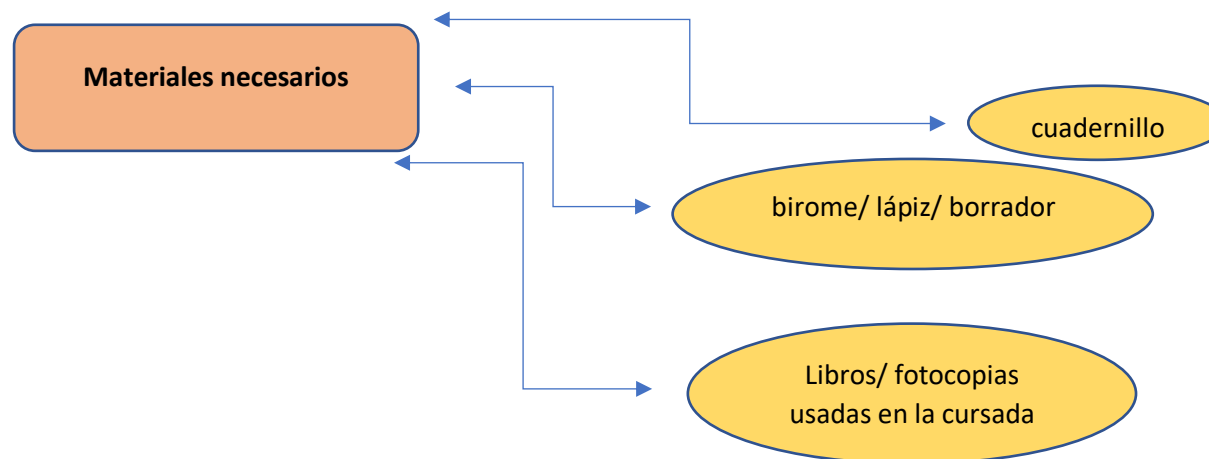 Materiales necesarios
cuadernillo
birome/ lápiz/ borrador
Libros/ fotocopias
usadas en la cursada